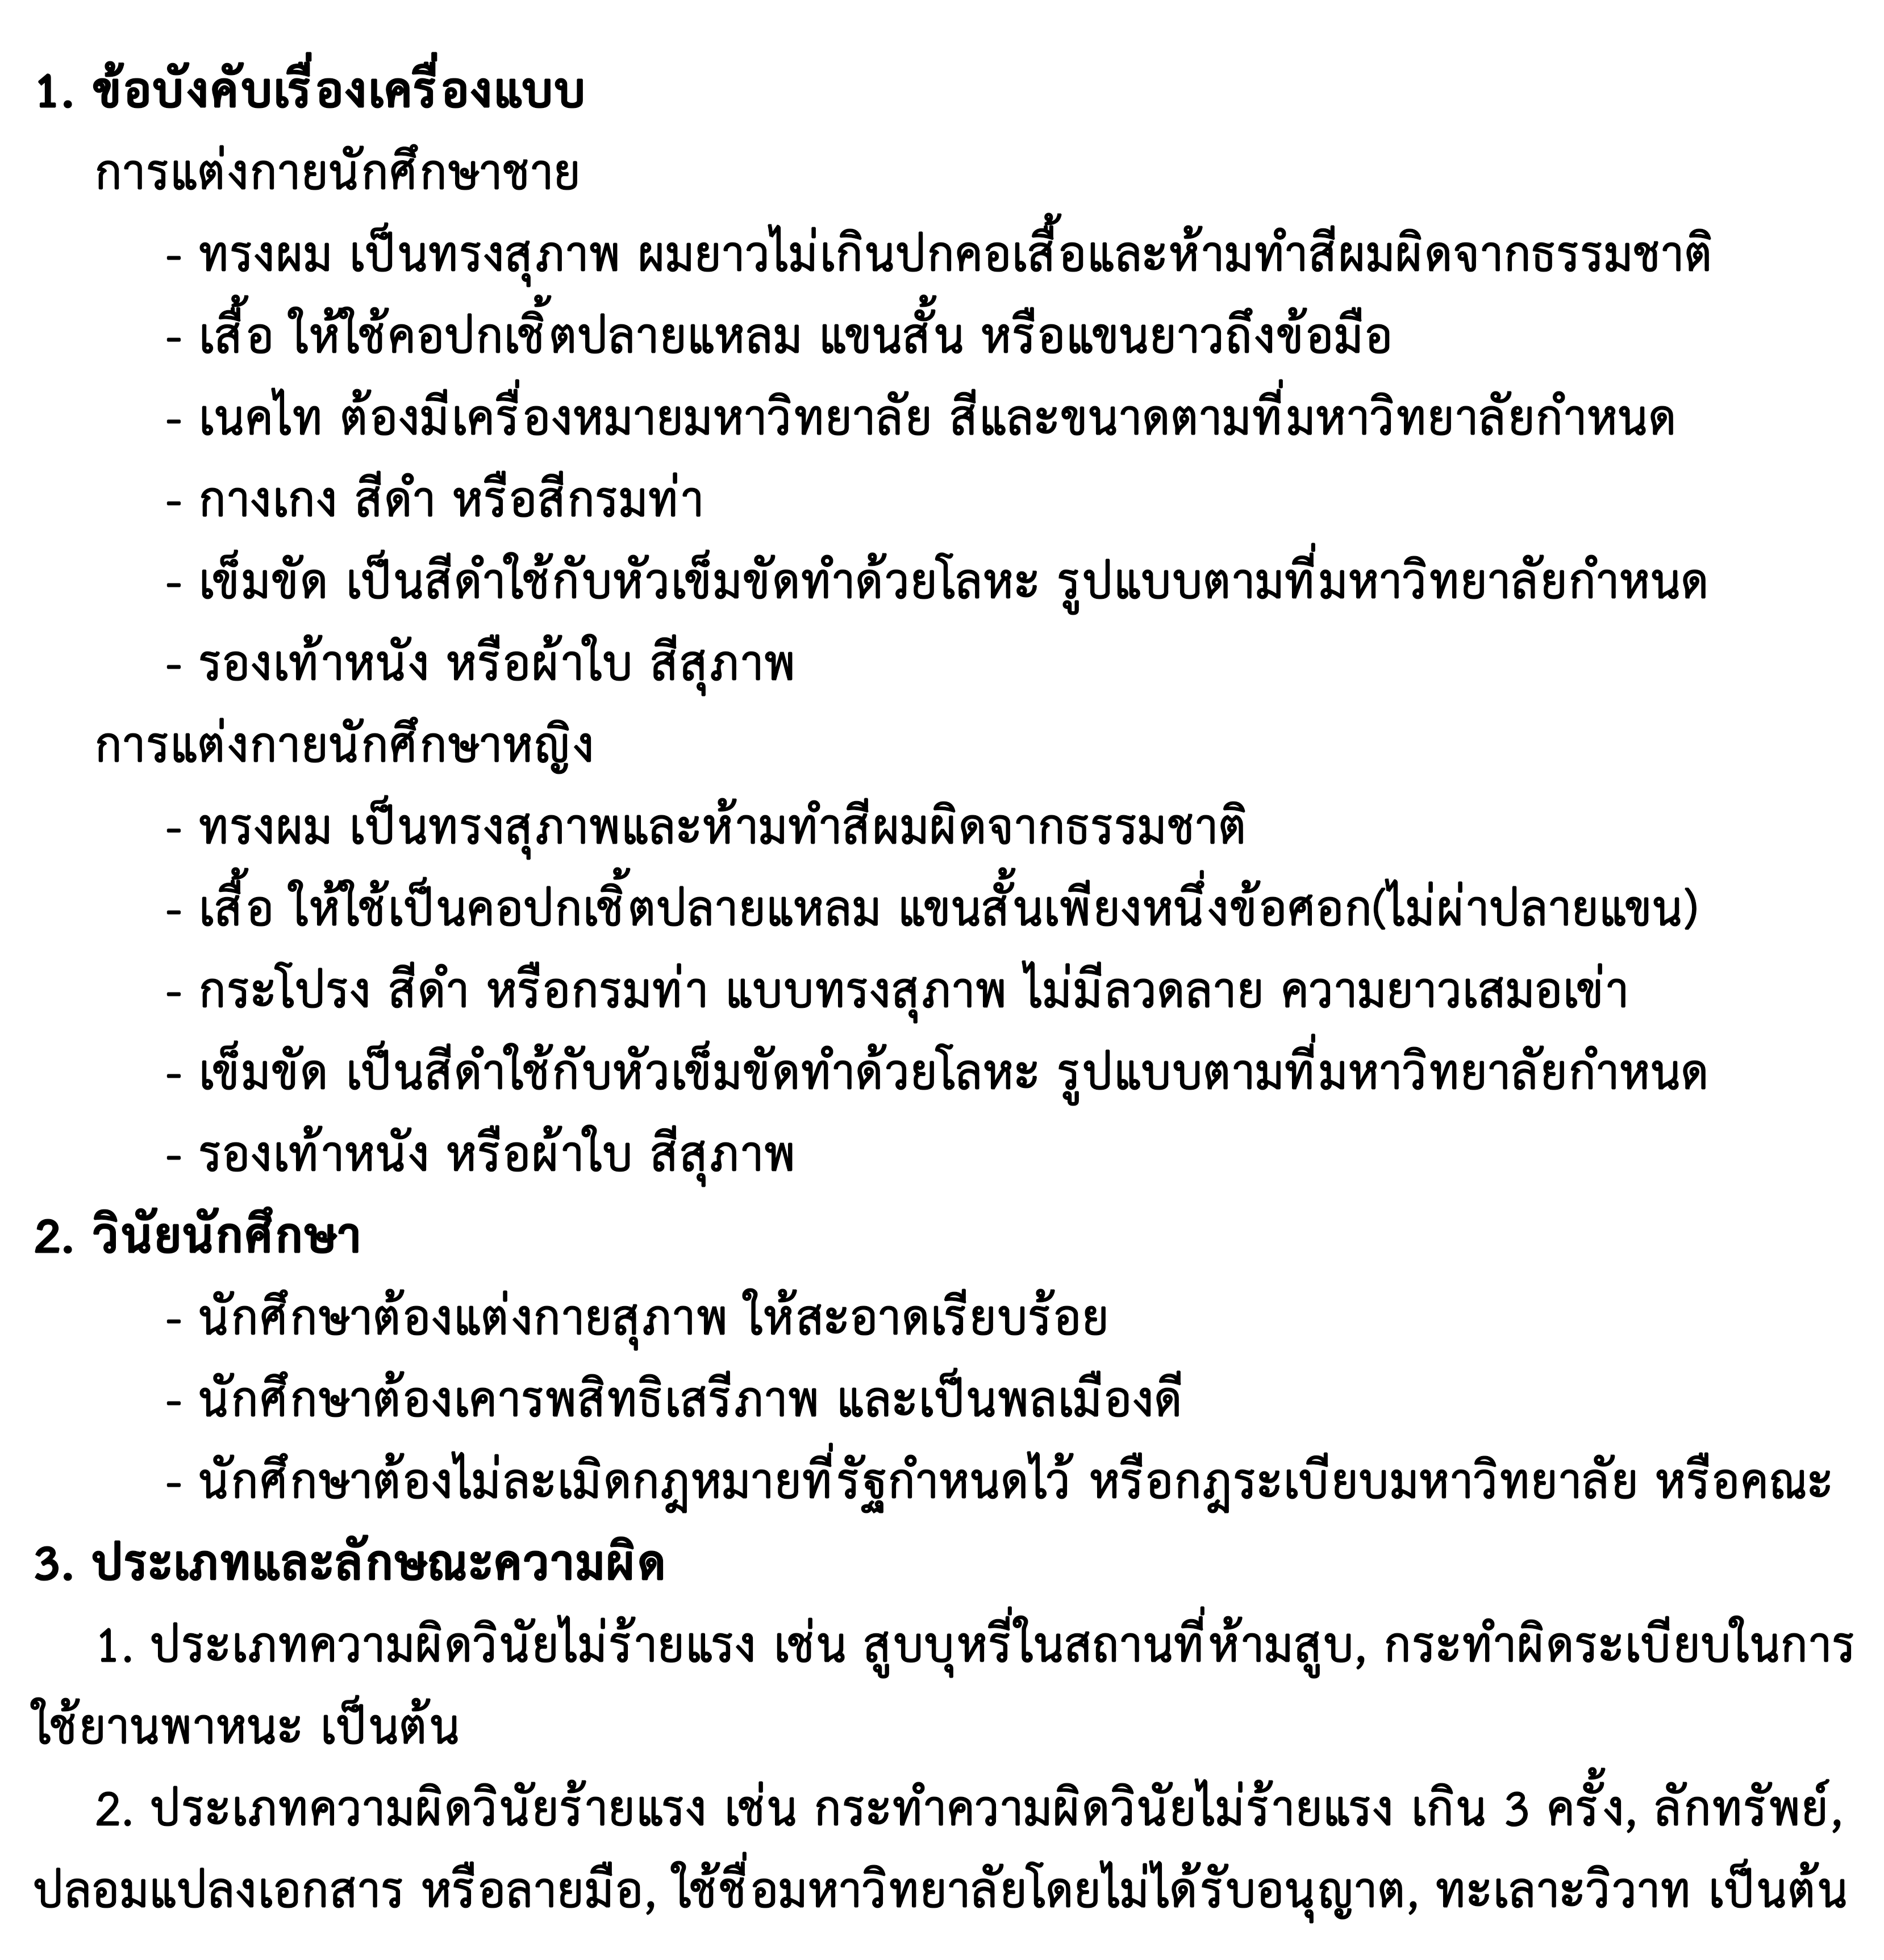 1. ข้อบังคับเรื่องเครื่องแบบ
การแต่งกายนักศึกษาชาย
- ทรงผม เป็นทรงสุภาพ ผมยาวไม่เกินปกคอเสื้อและห้ามทำสีผมผิดจากธรรมชาติ
- เสื้อ ให้ใช้คอปกเชิ้ตปลายแหลม แขนสั้น หรือแขนยาวถึงข้อมือ
- เนคไท ต้องมีเครื่องหมายมหาวิทยาลัย สีและขนาดตามที่มหาวิทยาลัยกำหนด
- กางเกง สีดำ หรือสีกรมท่า
- เข็มขัด เป็นสีดำใช้กับหัวเข็มขัดทำด้วยโลหะ รูปแบบตามที่มหาวิทยาลัยกำหนด
- รองเท้าหนัง หรือผ้าใบ สีสุภาพ
การแต่งกายนักศึกษาหญิง
- ทรงผม เป็นทรงสุภาพและห้ามทำสีผมผิดจากธรรมชาติ
- เสื้อ ให้ใช้เป็นคอปกเชิ้ตปลายแหลม แขนสั้นเพียงหนึ่งข้อศอก(ไม่ผ่าปลายแขน)
- กระโปรง สีดำ หรือกรมท่า แบบทรงสุภาพ ไม่มีลวดลาย ความยาวเสมอเข่า
- เข็มขัด เป็นสีดำใช้กับหัวเข็มขัดทำด้วยโลหะ รูปแบบตามที่มหาวิทยาลัยกำหนด
- รองเท้าหนัง หรือผ้าใบ สีสุภาพ
2. วินัยนักศึกษา
- นักศึกษาต้องแต่งกายสุภาพ ให้สะอาดเรียบร้อย
- นักศึกษาต้องเคารพสิทธิเสรีภาพ และเป็นพลเมืองดี
- นักศึกษาต้องไม่ละเมิดกฎหมายที่รัฐกำหนดไว้ หรือกฎระเบียบมหาวิทยาลัย หรือคณะ
3. ประเภทและลักษณะความผิด
1. ประเภทความผิดวินัยไม่ร้ายแรง เช่น สูบบุหรี่ในสถานที่ห้ามสูบ, กระทำผิดระเบียบในการ
ใช้ยานพาหนะ เป็นต้น
2. ประเภทความผิดวินัยร้ายแรง เช่น กระทำความผิดวินัยไม่ร้ายแรง เกิน 3 ครั้ง, ลักทรัพย์,
ปลอมแปลงเอกสาร หรือลายมือ, ใช้ชื่อมหาวิทยาลัยโดยไม่ได้รับอนุญาต, ทะเลาะวิวาท เป็นต้น